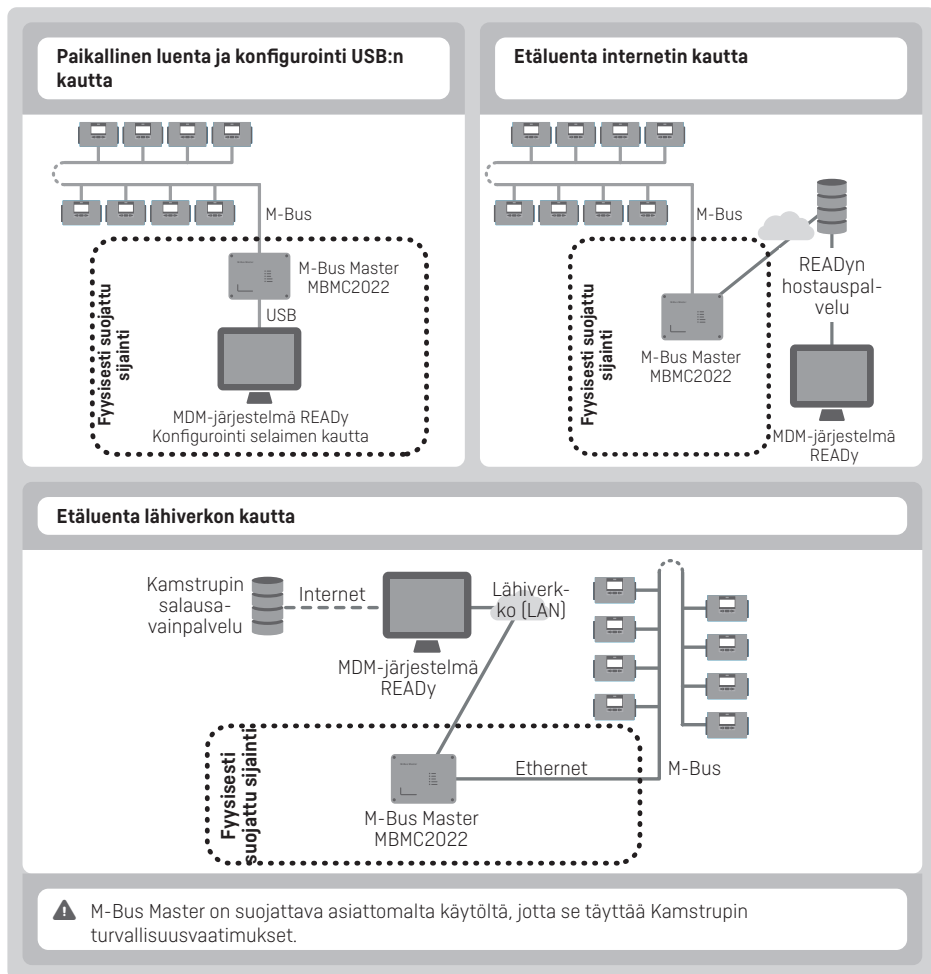 Paikallinen luenta ja konfigurointi USB:n
kautta
M-Bus
Fyysisesti suojattu
sijainti
M-Bus Master
MBMC2022
USB
MDM-järjestelmä READy
Konfigurointi selaimen kautta
Etäluenta internetin kautta
M-Bus
Fyysisesti suojattu
sijainti
M-Bus Master
MBMC2022
READyn
hostauspal-
velu
MDM-järjestelmä
READy
Etäluenta lähiverkon kautta
Kamstrupin
salausa-
vainpalvelu
Internet
MDM-järjestelmä
READy
Lähiverk-
ko (LAN)
Fyysisesti
suojattu sijainti
M-Bus Master
MBMC2022
Ethernet
M-Bus
M-Bus Master on suojattava asiattomalta käytöltä, jotta se täyttää Kamstrupin
turvallisuusvaatimukset.